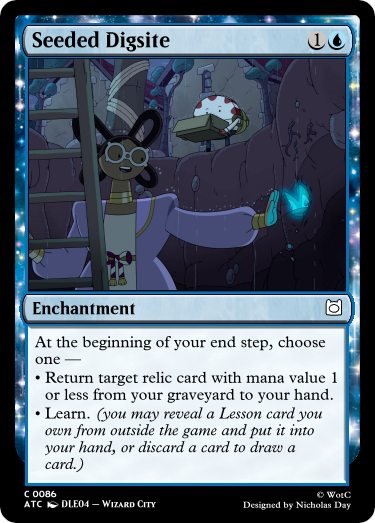 Seeded Digsite 1
Enchantment
At the beginning of your end step, choose
one —
• Return target relic card with mana value 1
or less from your graveyard to your hand.
• Learn. (you may reveal a Lesson card you
own from outside the game and put it into
your hand, or discard a card to draw a
card.)
C 0086 © WotC
ATC DLE04 – Wizard City Designed by Nicholas Day